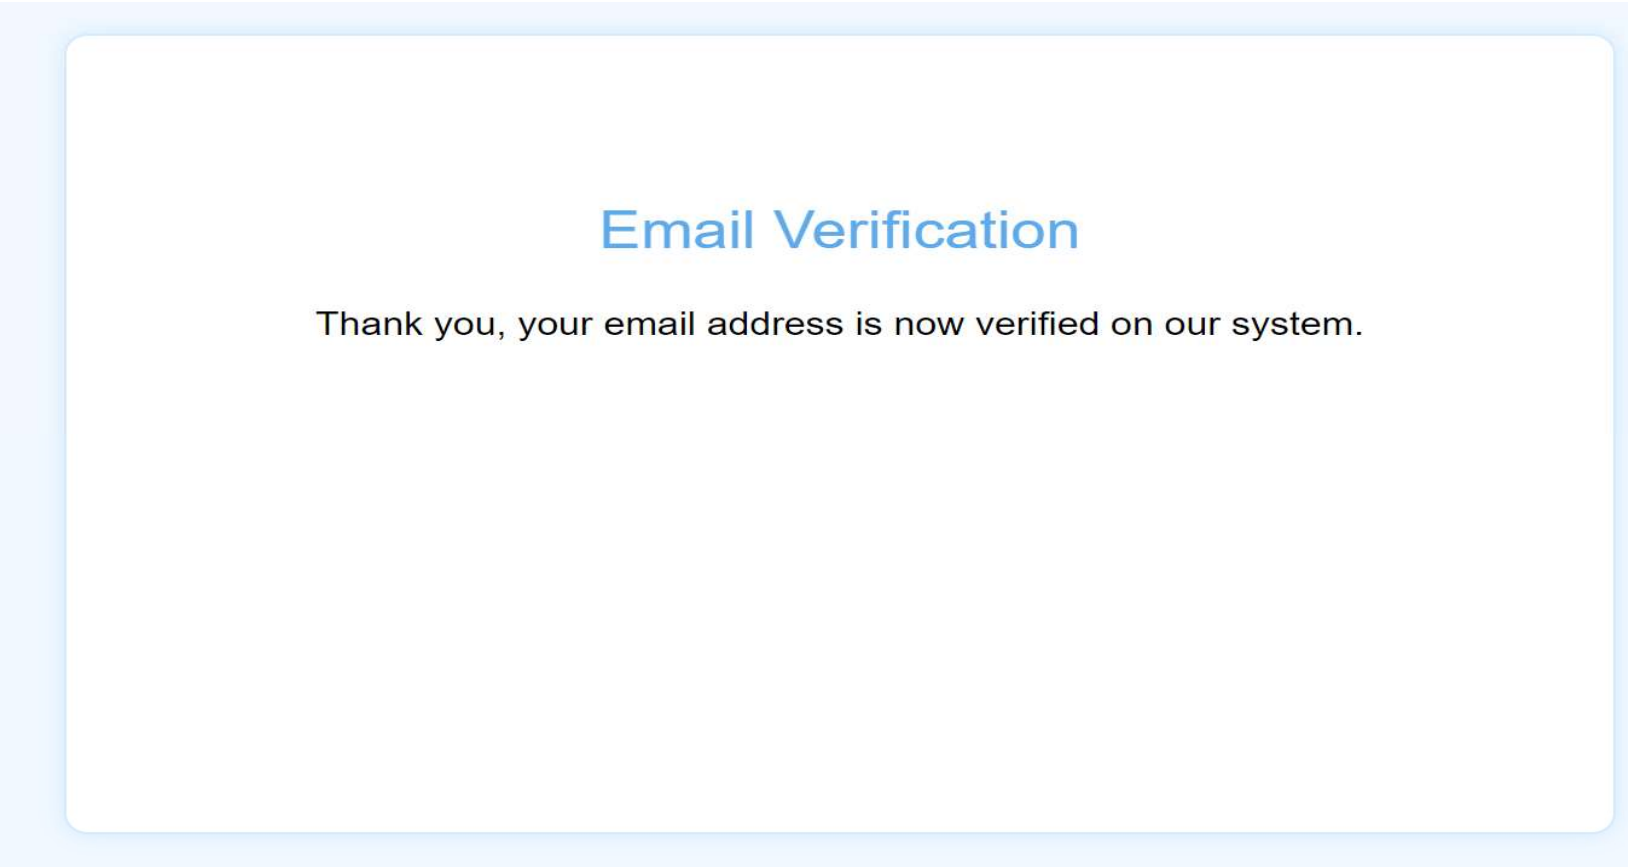 Email Verification
Thank you, your email address is now verified on our system.